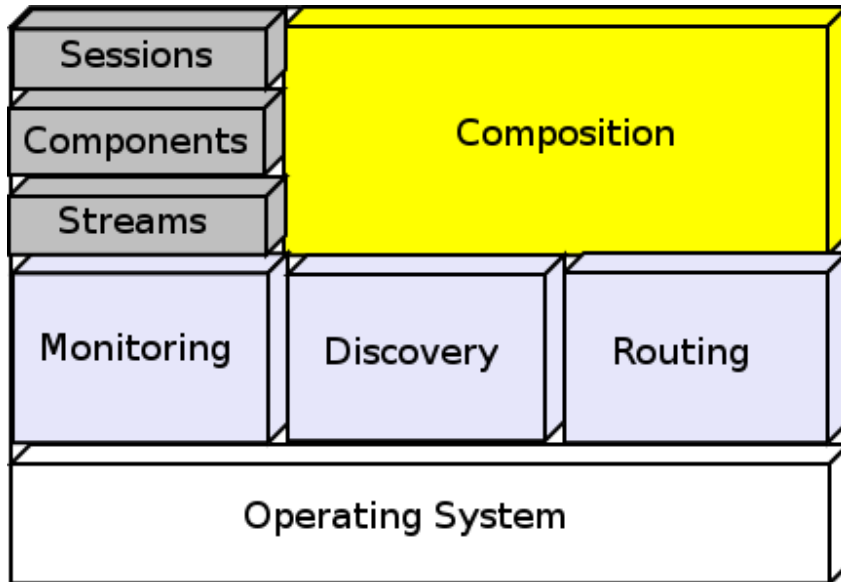 Sessions
Composition
Components
Streams
Monitoring
Discovery
Routing
Operating System